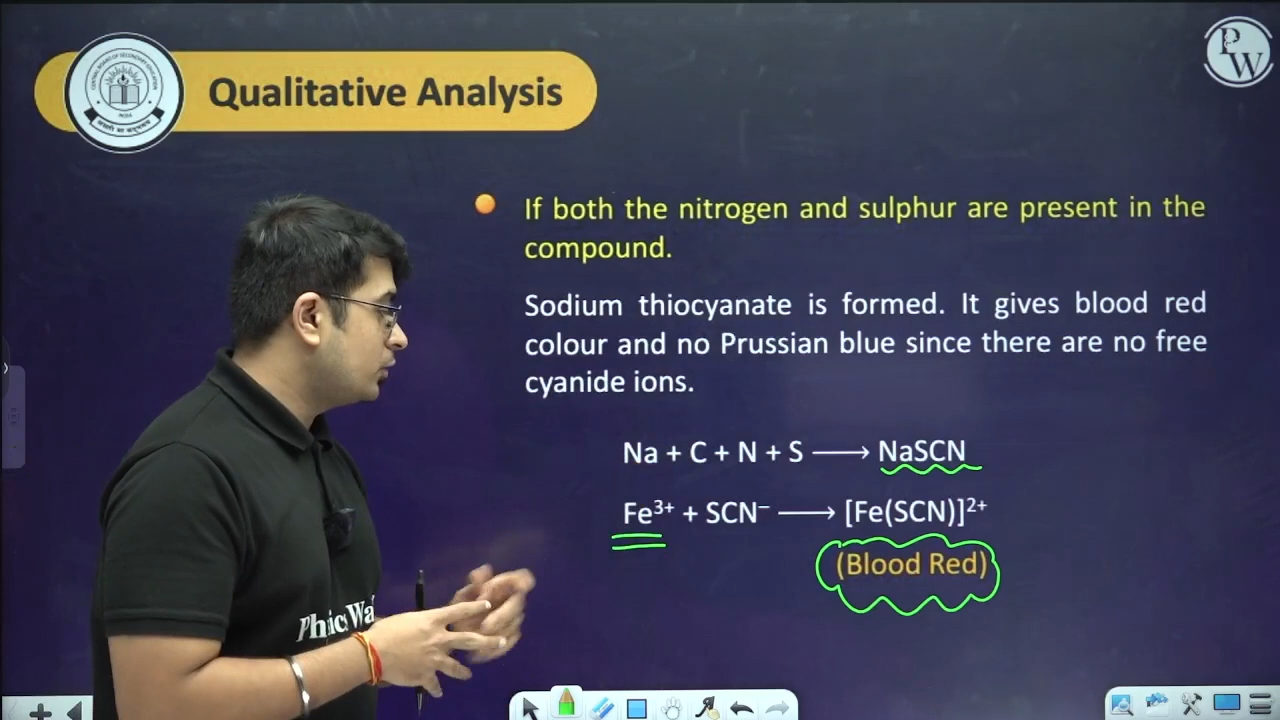 Qualitative Analysis
PW
If both the nitrogen and sulphur are present in the
compound.
Sodium thiocyanate is formed. It gives blood red
colour and no Prussian blue since there are no free
cyanide ions.
Na + C + N + S ⟶ NaSCN
Fe³⁺ + SCN⁻ ⟶ [Fe(SCN)]²⁺
(Blood Red)